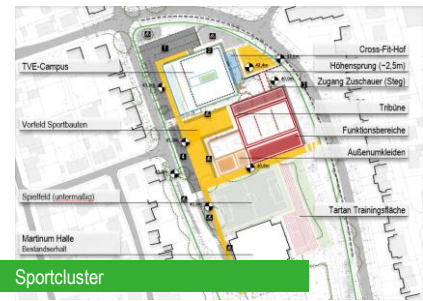 Cross-Fit-Hof
Höhensprung (~2,5m)
TVE-Campus
Zugang Zuschauer (Steg)
Tribüne
Vorfeld Sportbauten
Funktionsbereiche
Außenumkleiden
Spielfeld (untermaßig)
Tartan Trainingsfläche
Martinum Halle
Bestandserhalt
Sportcluster